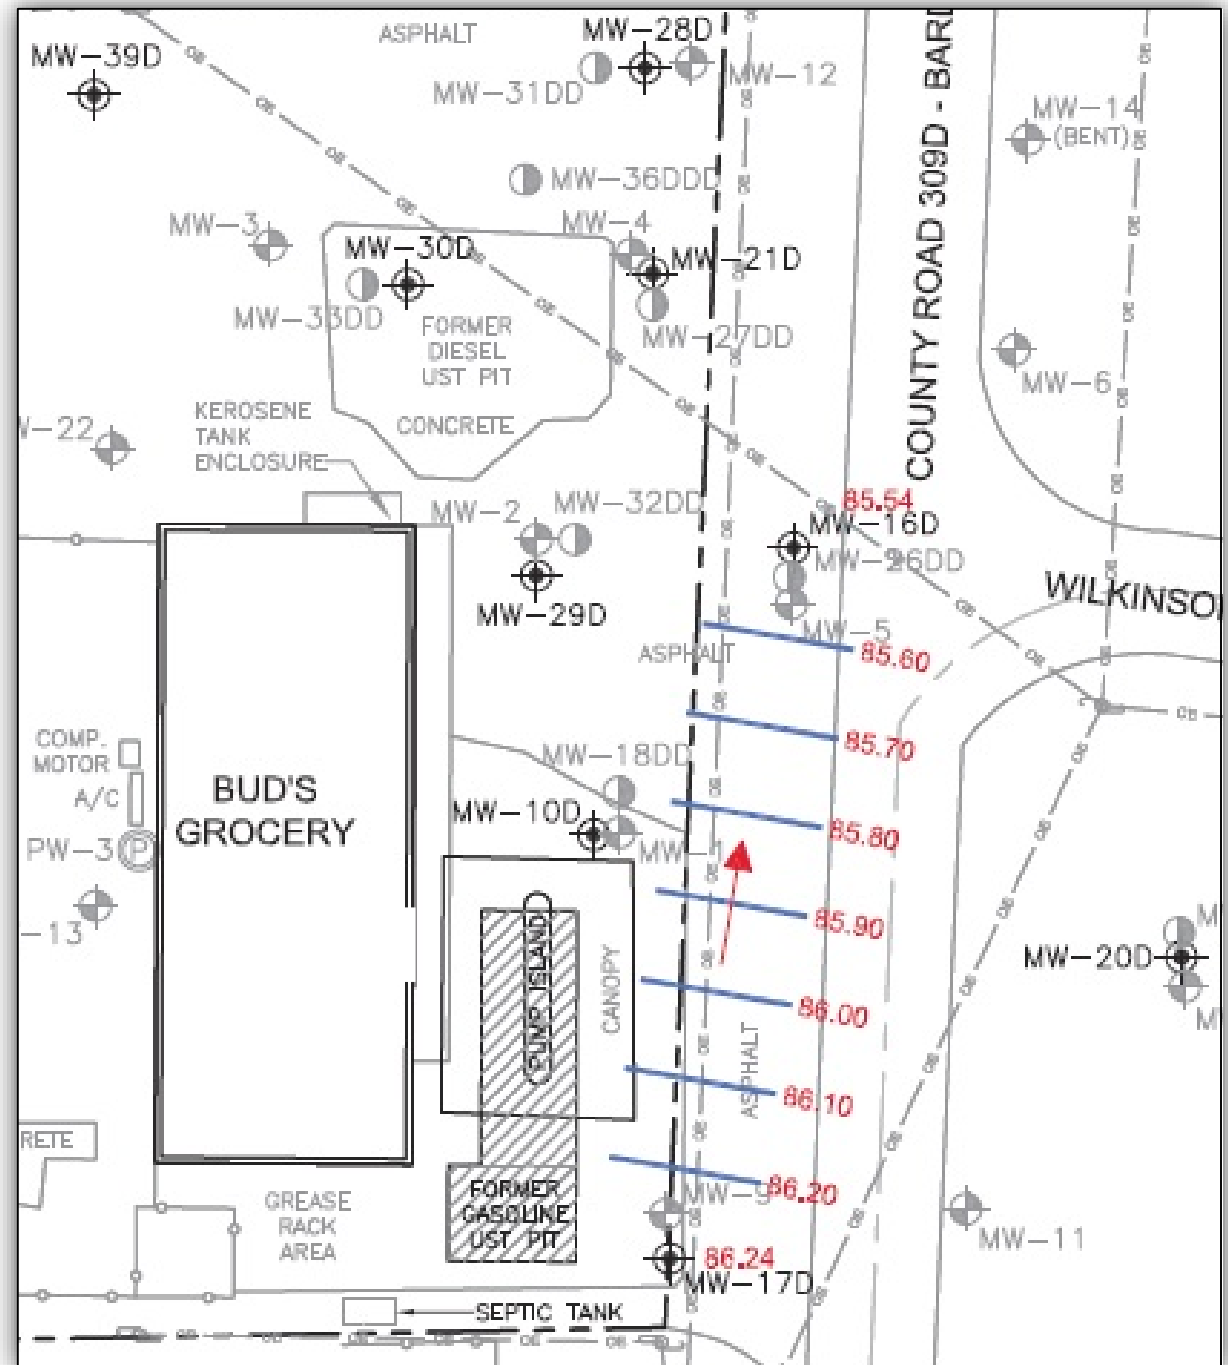 ASPHALT
MW-28D
MW-39D
MW-12
MW-31DD
MW-14
(BENT)
MW-36DDD
MW-3
MW-4
MW-30D
MW-21D
MW-33DD
MW-27DD
FORMER
DIESEL
UST PIT
CONCRETE
COUNTY ROAD 309D - BARD
MW-6
KEROSENE
TANK
ENCLOSURE
W-22
MW-2
MW-32DD
85.54
MW-16D
MW-26DD
MW-29D
MW-5
WILKINSO
ASPHALT
85.60
85.70
COMP.
MOTOR
A/C
BUD'S
GROCERY
MW-18DD
MW-10D
MW-1
85.80
PW-3
P
-13
85.90
PUMP ISLAND
CANOPY
MW-20D
M
M
86.00
ASPHALT
86.10
RETE
86.20
MW-9
GREASE
RACK
AREA
FORMER
GASOLINE
UST PIT
MW-11
86.24
MW-17D
SEPTIC TANK